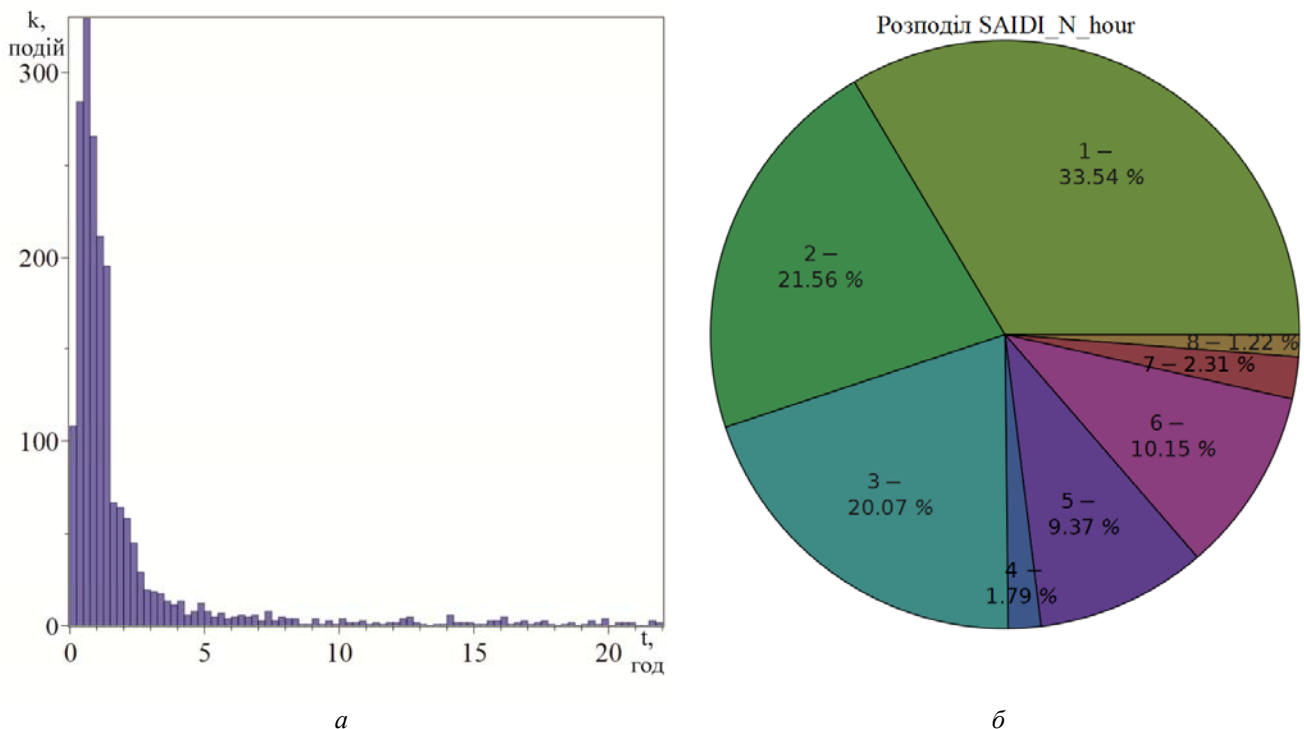 k,
подій
300
200
100
0
0
5
10
15
20
t,
год
а
Розподіл SAIDI_N_hour
1 –
33.54 %
2 –
21.56 %
3 –
20.07 %
4 –
1.79 %
5 –
9.37 %
6 –
10.15 %
7 – 2.31 %
8 – 1.22 %
б